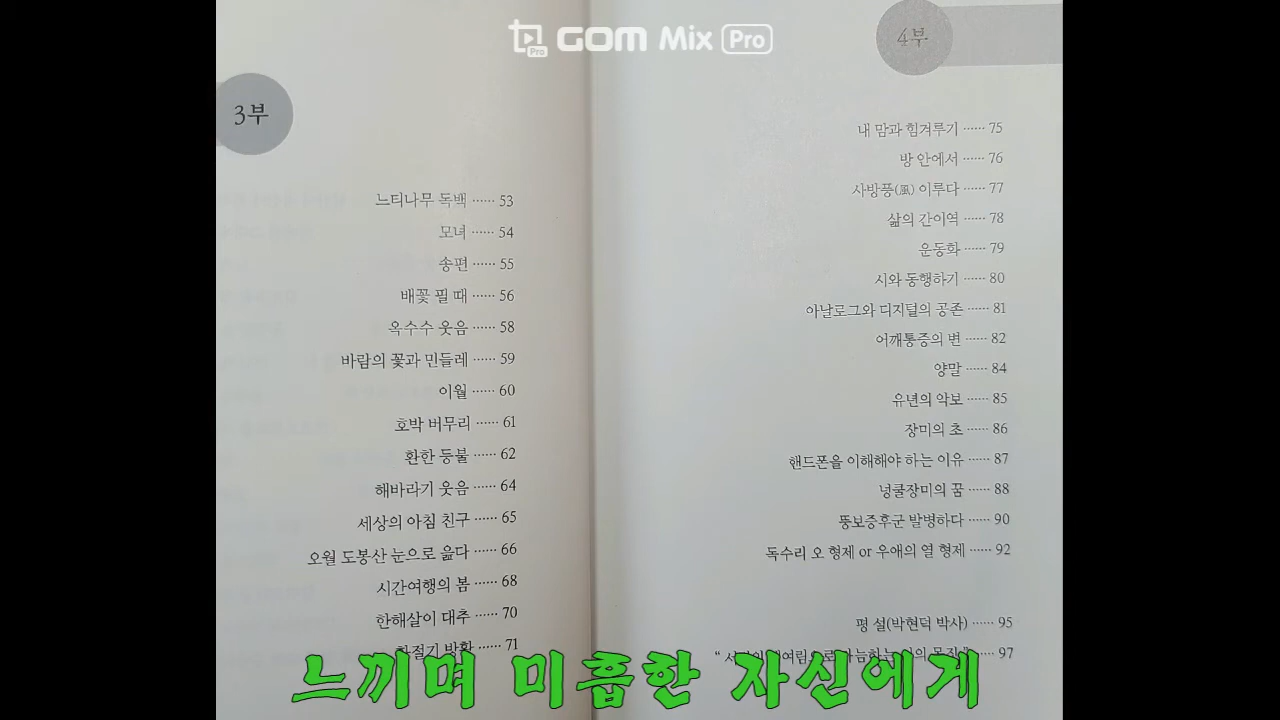 GOM Mix Pro
3부
느티나무 독백 ······ 53
모녀 ······ 54
송편 ······ 55
배꽃 필 때 ······ 56
옥수수 웃음 ······ 58
바람의 꽃과 민들레 ······ 59
이월 ······ 60
호박 버무리 ······ 61
환한 등불 ······ 62
해바라기 웃음 ······ 64
세상의 아침 친구 ······ 65
오월 도봉산 눈으로 읊다 ······ 66
시간여행의 봄 ······ 68
한해살이 대추 ······ 70
방황 ······ 71
4부
내 맘과 힘겨루기 ······ 75
방 안에서 ······ 76
사방풍(風) 이루다 ······ 77
삶의 간이역 ······ 78
운동화 ······ 79
시와 동행하기 ······ 80
아날로그와 디지털의 공존 ······ 81
어깨통증의 변 ······ 82
양말 ······ 84
유년의 악보 ······ 85
장미의 초 ······ 86
핸드폰을 이해해야 하는 이유 ······ 87
넝쿨장미의 꿈 ······ 88
뚱보증후군 발병하다 ······ 90
독수리 오 형제 or 우애의 열 형제 ······ 92
평 설(박현덕 박사) ······ 95
97
느끼며 미흡한 자신에게